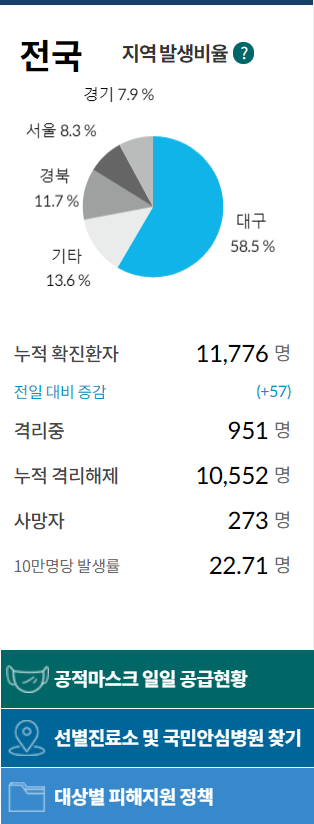 전국 지역 발생비율 ?
경기 7.9 %
서울 8.3 %
경북
11.7 %
대구
58.5 %
기타
13.6 %
누적 확진환자 11,776 명
전일 대비 증감 (+57)
격리중 951 명
누적 격리해제 10,552 명
사망자 273 명
10만명당 발생률 22.71 명
공적마스크 일일 공급현황
선별진료소 및 국민안심병원 찾기
대상별 피해지원 정책